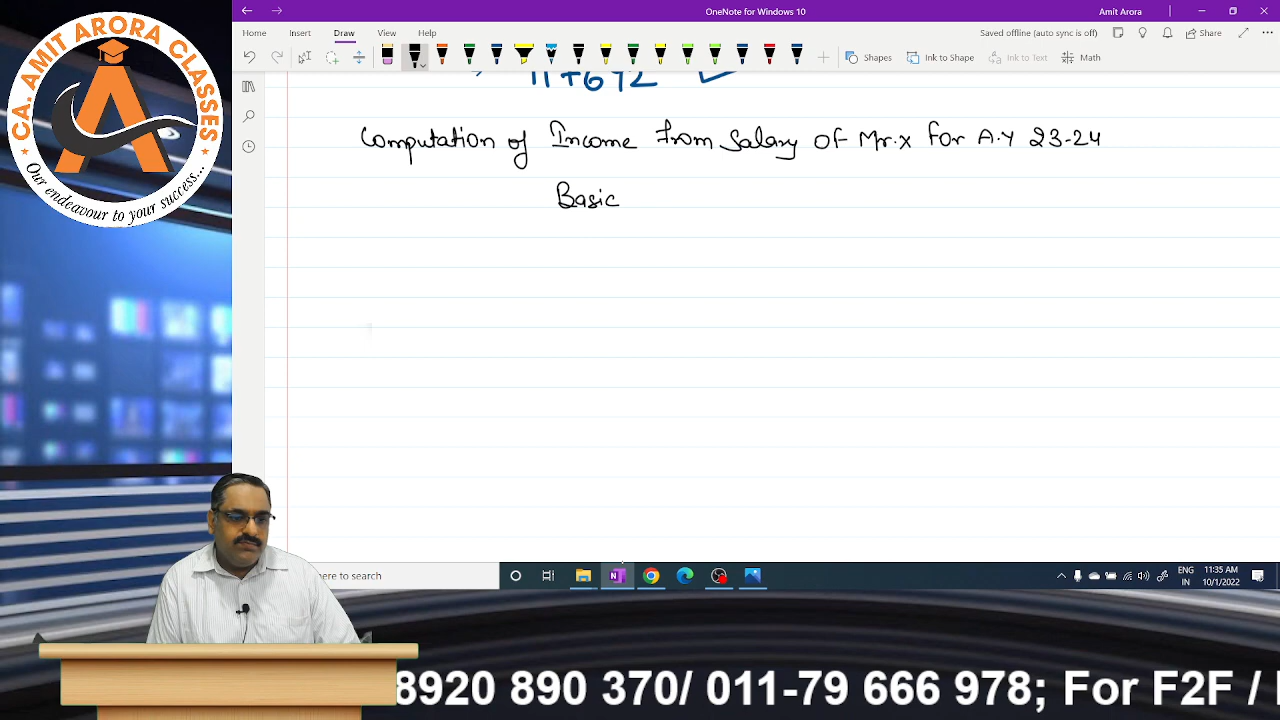 CA. AMIT ARORA CLASSES
Our endeavour to your success...
OneNote for Windows 10
Amit Arora
Home Insert Draw View Help
Saved offline (auto sync is off)
Share
Shapes
Ink to Shape
Ink to Text
Math
Computation of Income from Salary of Mr.X for A.Y 23-24
Basic
here to search
ENG
IN
11:35 AM
10/1/2022
8920 890 370/ 011-79 666 978; For F2F /